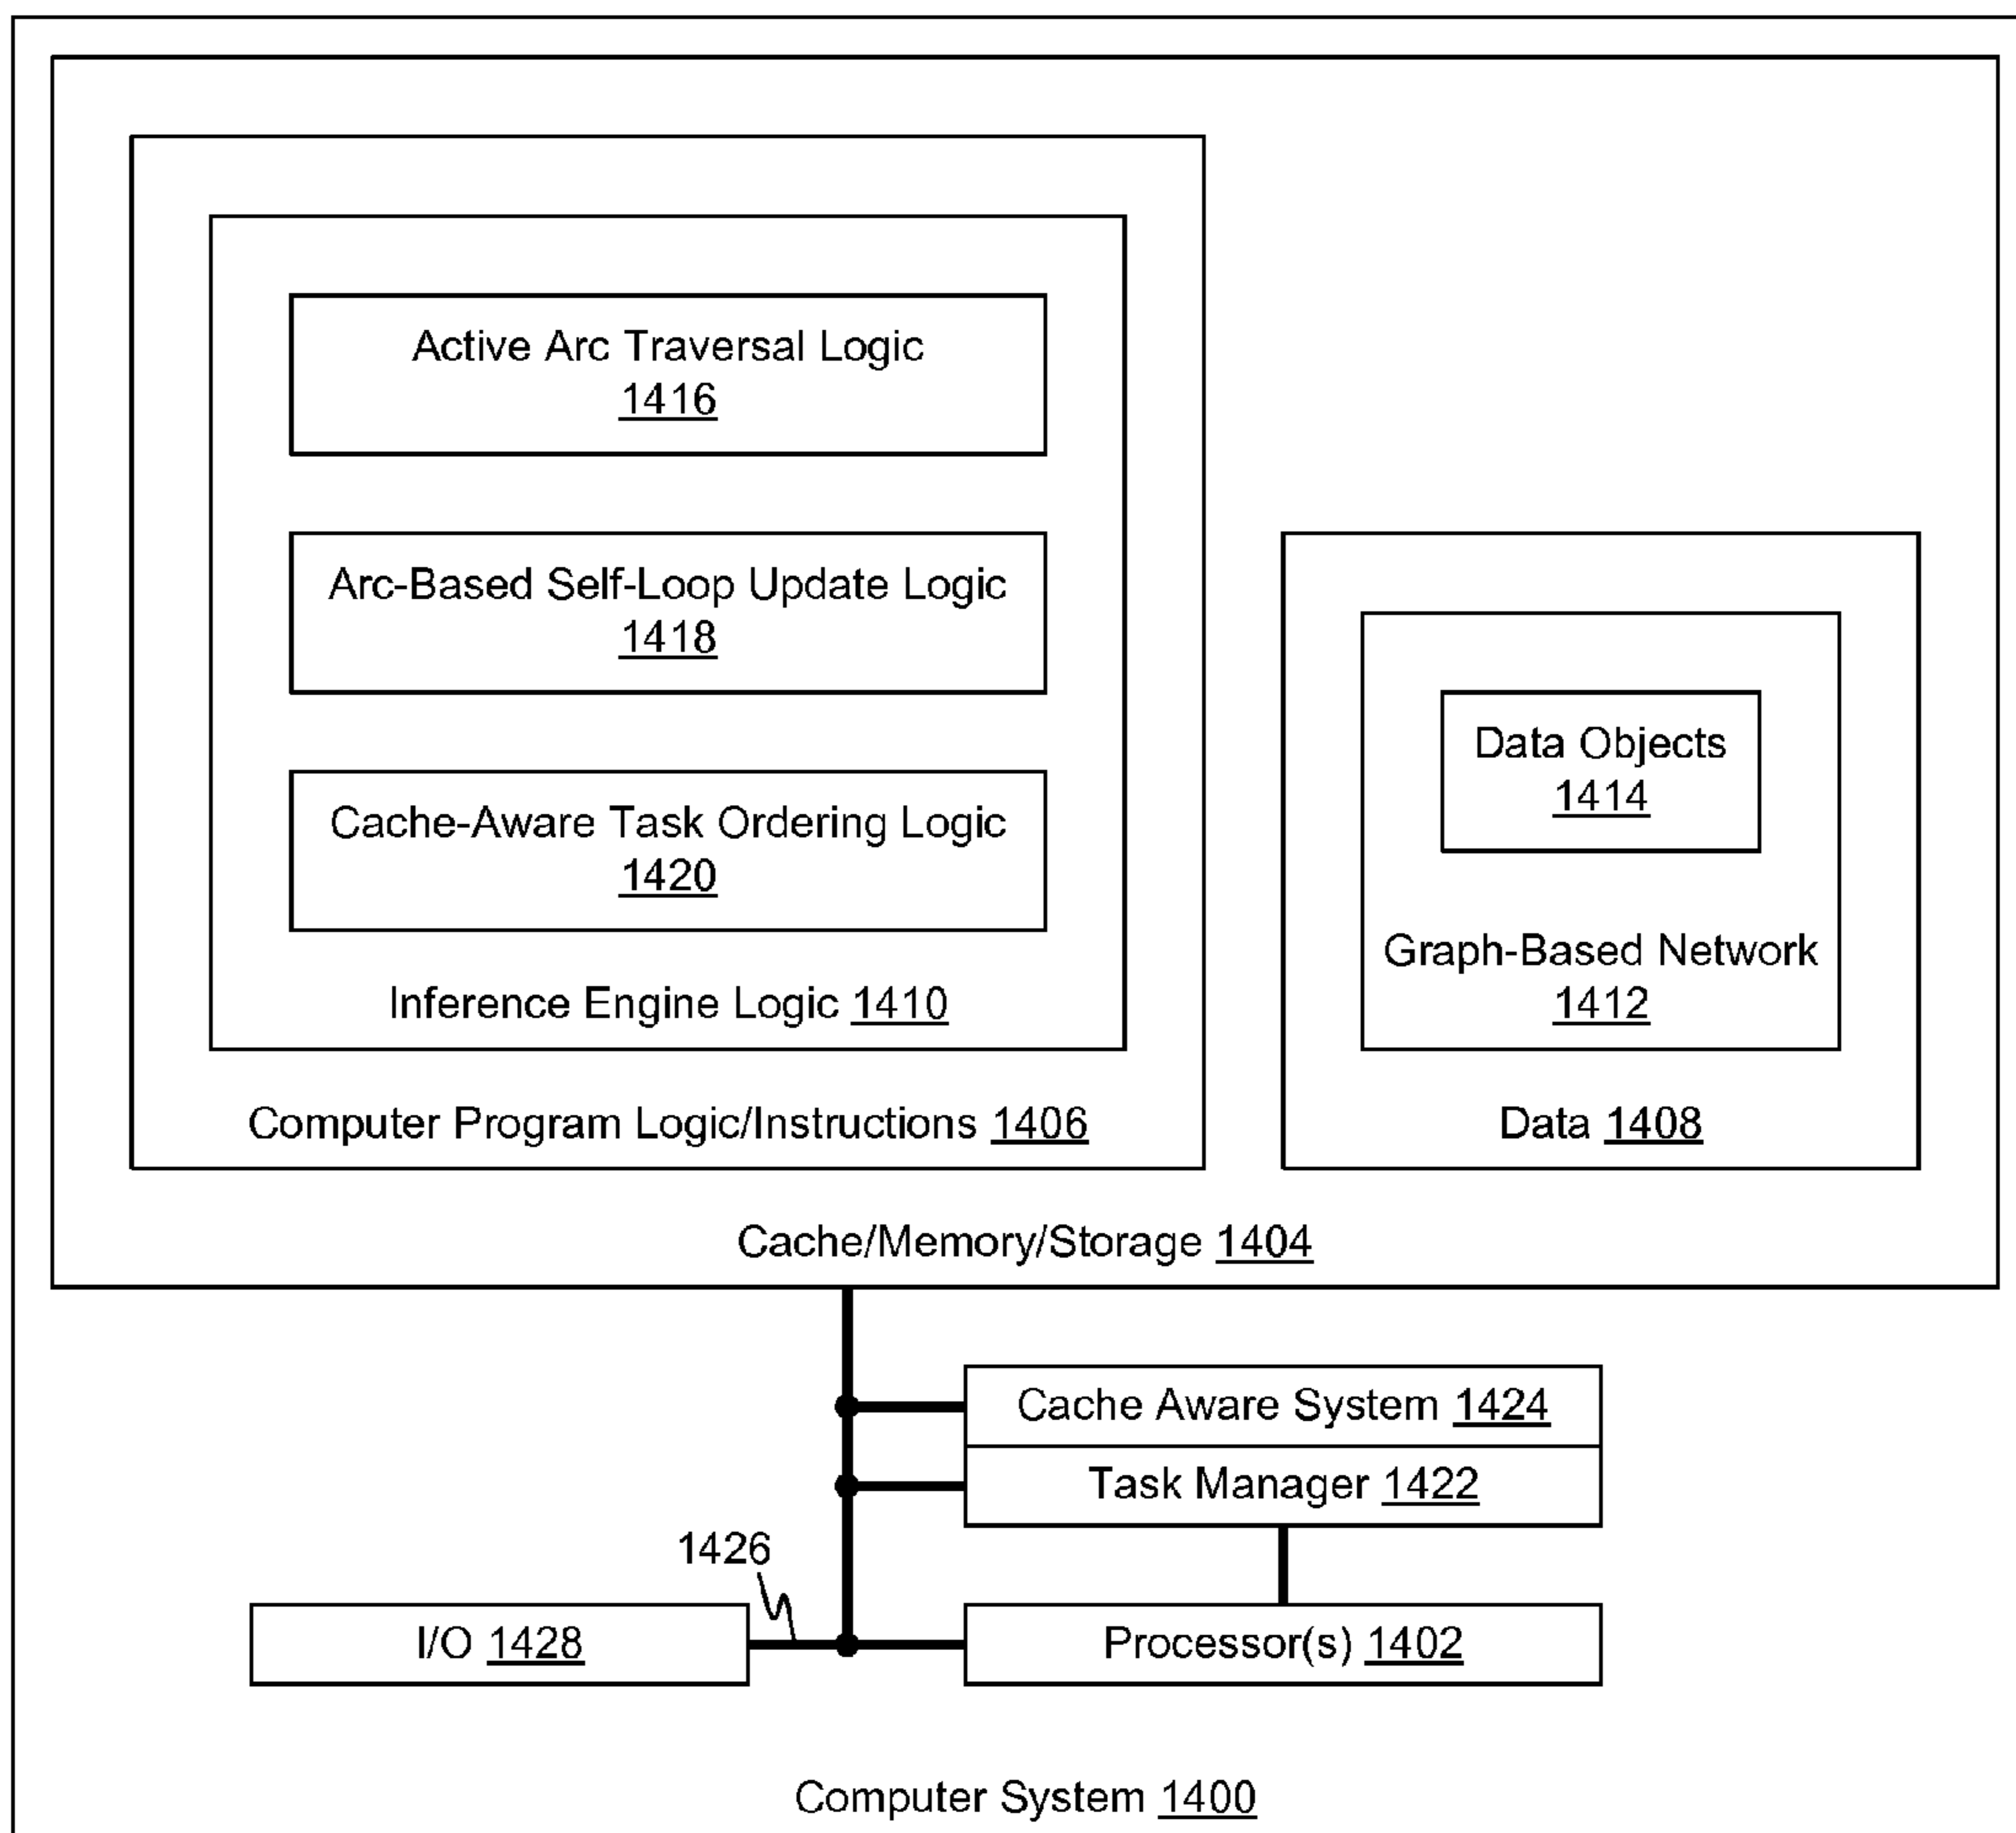 Active Arc Traversal Logic
1416
Arc-Based Self-Loop Update Logic
1418
Cache-Aware Task Ordering Logic
1420
Inference Engine Logic 1410
Computer Program Logic/Instructions 1406
Data Objects
1414
Graph-Based Network
1412
Data 1408
Cache/Memory/Storage 1404
Cache Aware System 1424
Task Manager 1422
1426
I/O 1428
Processor(s) 1402
Computer System 1400